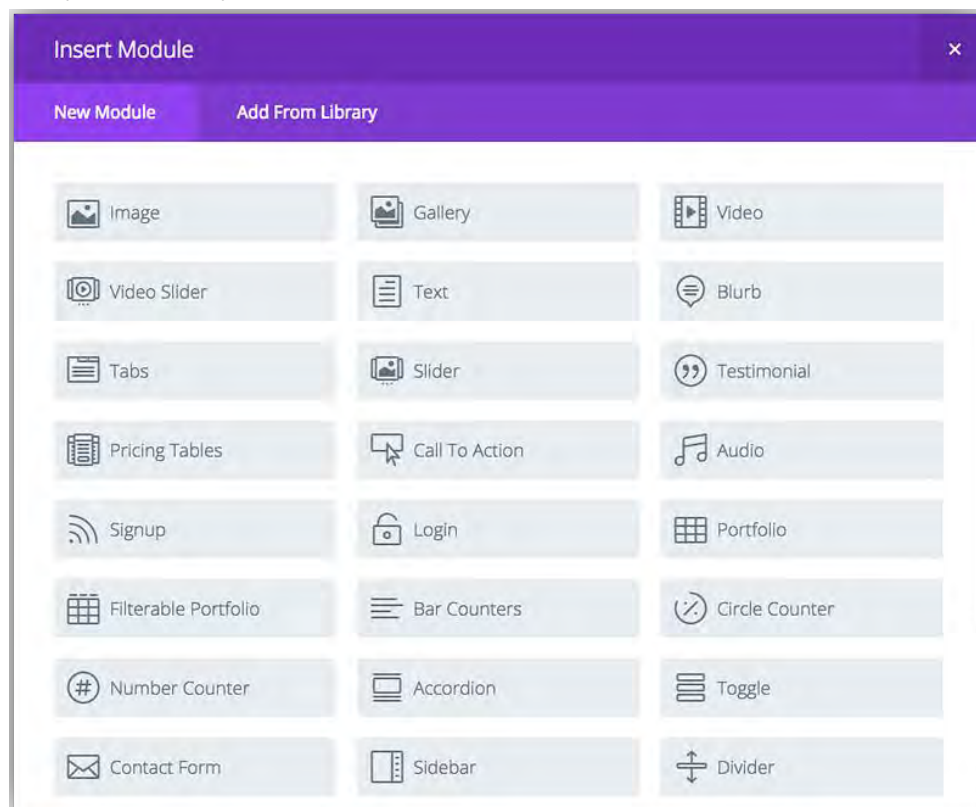 Insert Module ×
New Module Add From Library
Image Gallery Video
Video Slider Text Blurb
Tabs Slider Testimonial
Pricing Tables Call To Action Audio
Signup Login Portfolio
Filterable Portfolio Bar Counters Circle Counter
Number Counter Accordion Toggle
Contact Form Sidebar Divider